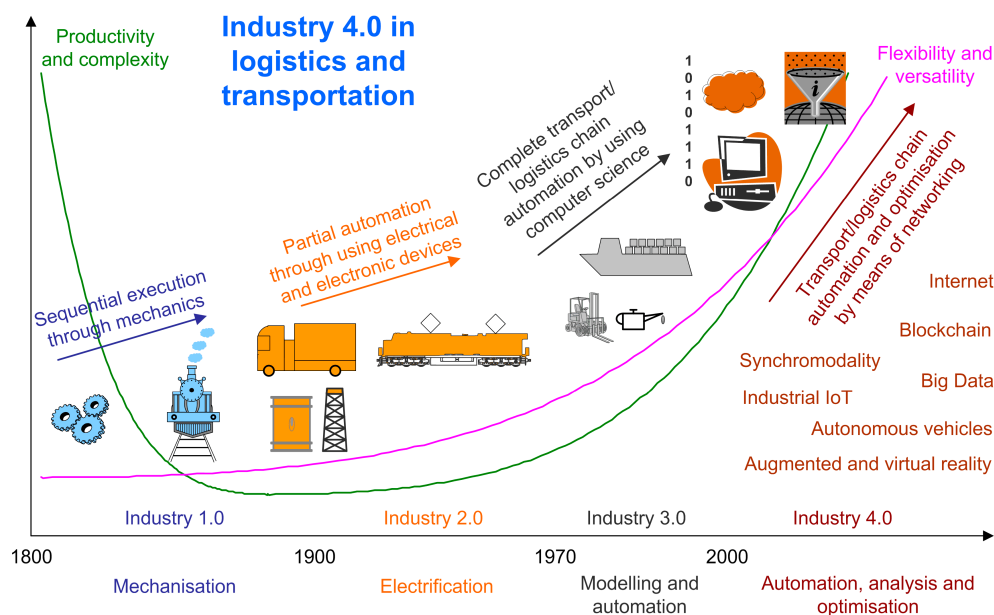 Productivity
and complexity
Industry 4.0 in
logistics and
transportation
Flexibility and
versatility
Sequential execution
through mechanics
Partial automation
through using electrical
and electronic devices
Complete transport/
logistics chain
automation by using
computer science
1
0
1
0
1
1
1
0
i
Transport/logistics chain
automation and optimisation
by means of networking
Internet
Blockchain
Synchromodality
Big Data
Industrial IoT
Autonomous vehicles
Augmented and virtual reality
Industry 1.0
Industry 2.0
Industry 3.0
Industry 4.0
1800
1900
1970
2000
Mechanisation
Electrification
Modelling and
automation
Automation, analysis and
optimisation